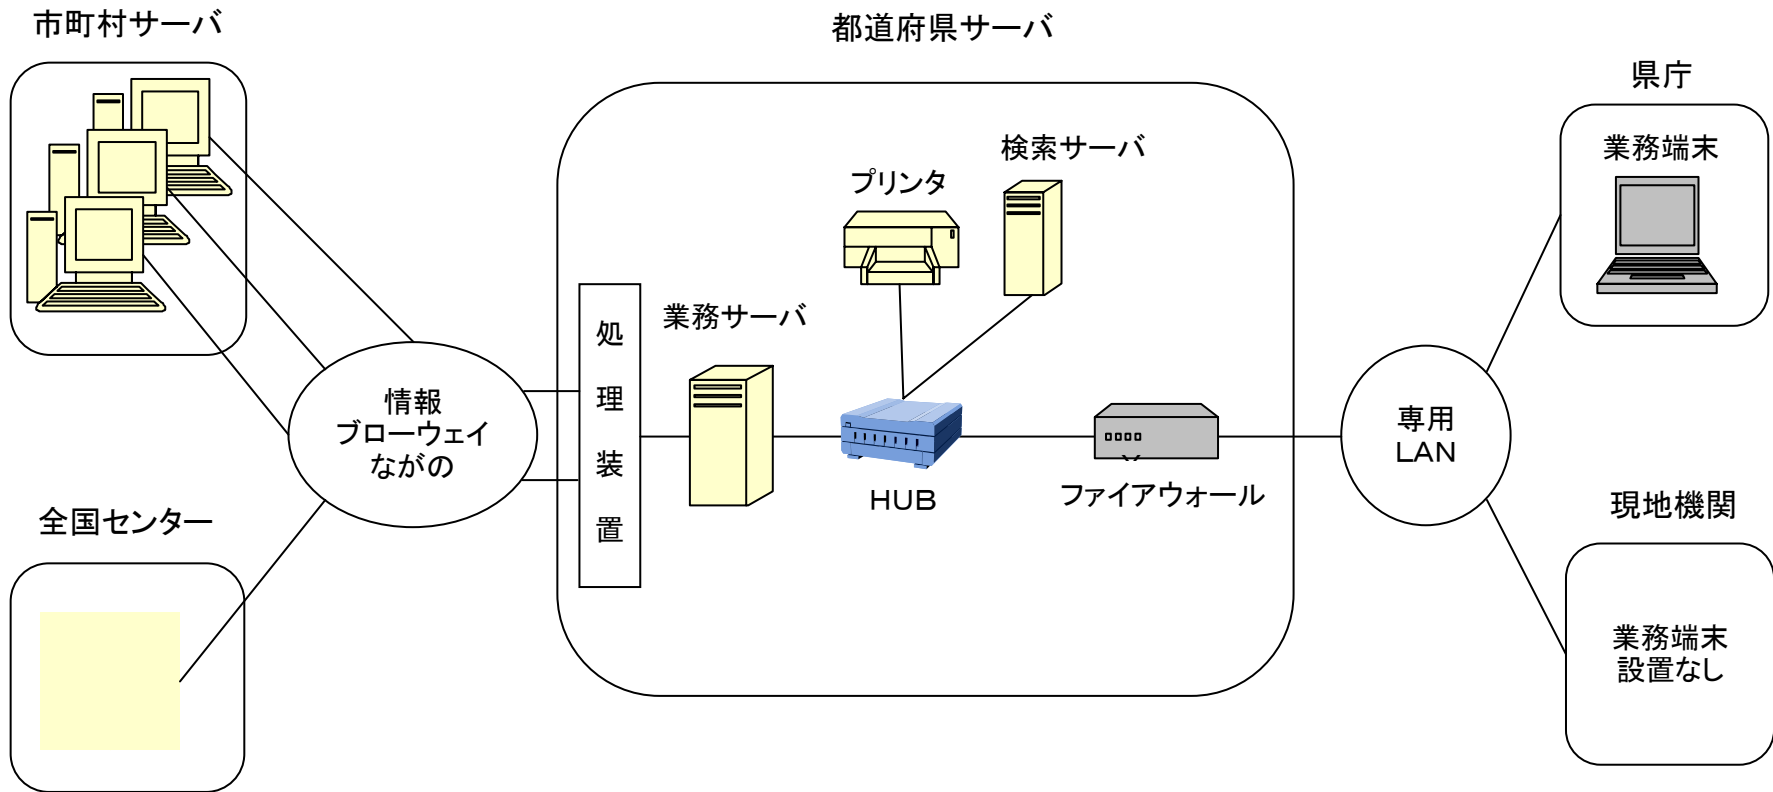 市町村サーバ
都道府県サーバ
県庁
業務端末
検索サーバ
プリンタ
業務サーバ
処
理
装
置
情報
ブローウェイ
ながの
HUB
ファイアウォール
専用
LAN
全国センター
現地機関
業務端末
設置なし